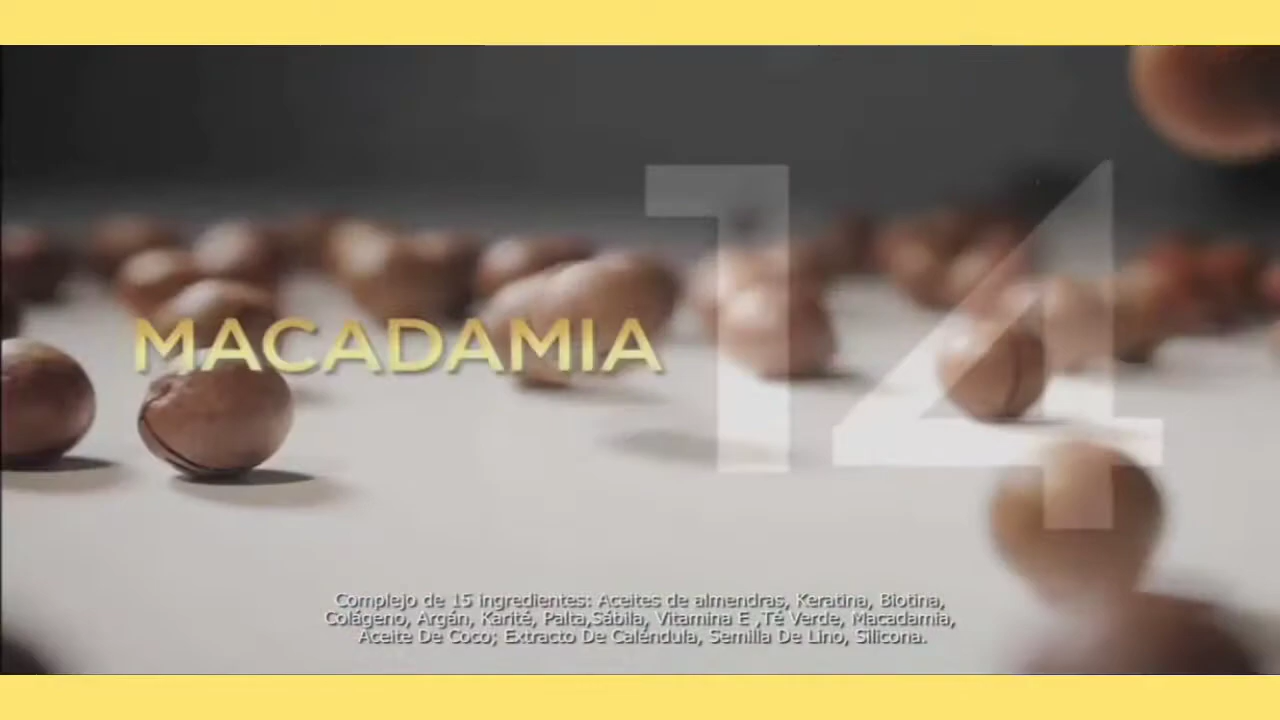 MACADAMIA
14
Complejo de 15 ingredientes: Aceites de almendras, Keratina, Biotina,
Colágeno, Argán, Karité, Palta,Sábila, Vitamina E ,Té Verde, Macadamia,
Aceite De Coco; Extracto De Caléndula, Semilla De Lino, Silicona.